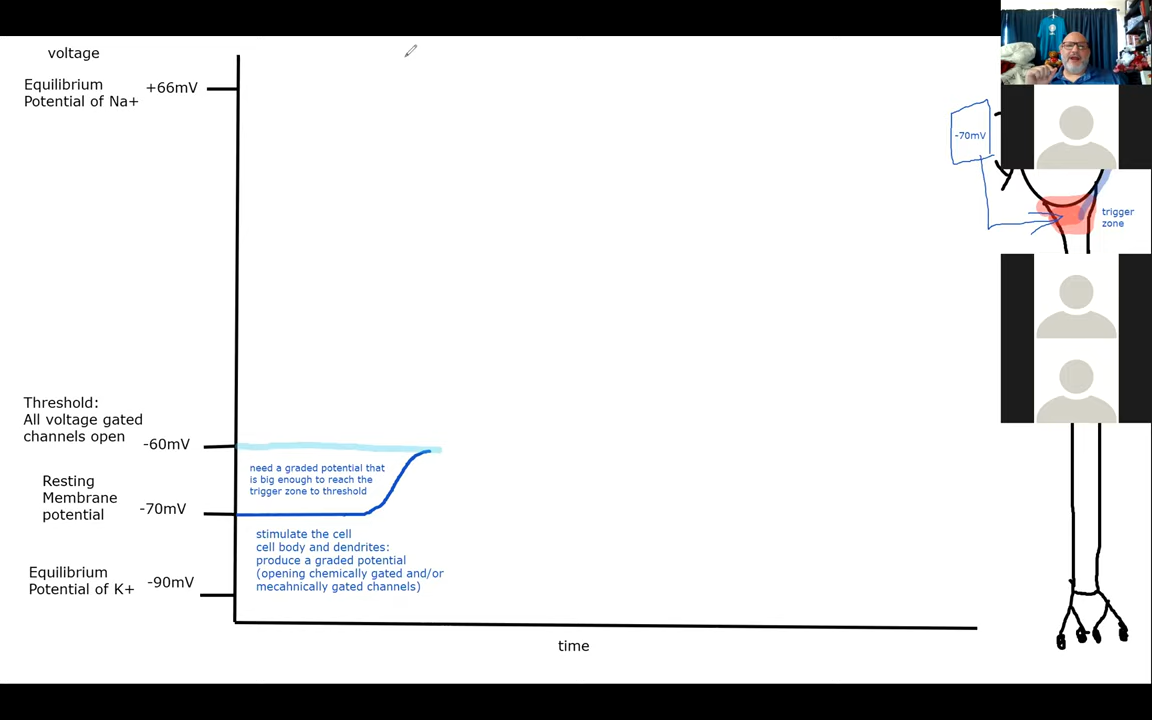 voltage
Equilibrium
Potential of Na+
+66mV
-70mV
trigger
zone
Threshold:
All voltage gated
channels open
-60mV
need a graded potential that
is big enough to reach the
trigger zone to threshold
Resting
Membrane
potential
-70mV
stimulate the cell
cell body and dendrites:
produce a graded potential
(opening chemically gated and/or
mecahnically gated channels)
Equilibrium
Potential of K+
-90mV
time